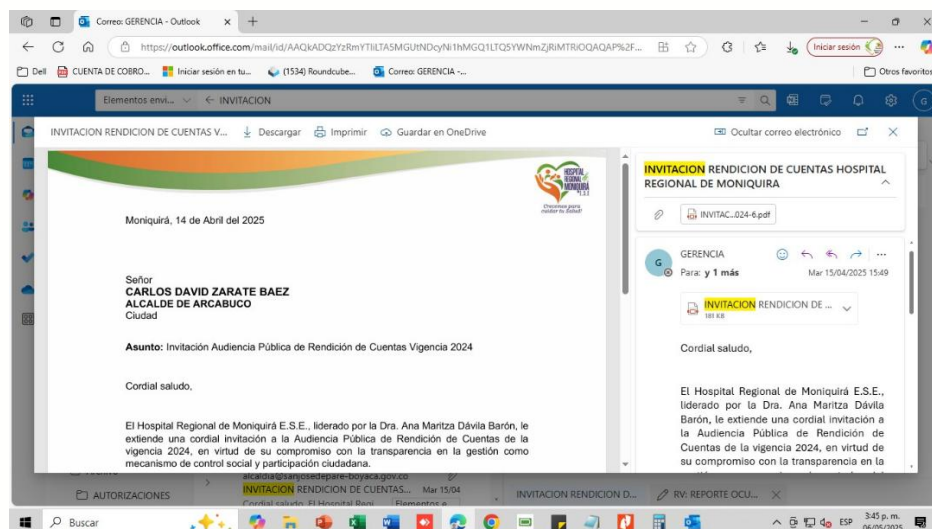 Correo: GERENCIA - Outlook
https://outlook.office.com/mail/id/
Iniciar sesión
Dell
CUENTA DE COBRO...
Iniciar sesión en tu...
(1534) Roundcube...
Correo: GERENCIA -...
Otros favoritos
Elementos envi...
INVITACION
INVITACION RENDICION DE CUENTAS V...
Descargar
Imprimir
Guardar en OneDrive
Ocultar correo electrónico
HOSPITAL
REGIONAL
MONIQUIRÁ
E.S.E
Crecemos para
cuidar tu Salud!
Moniquirá, 14 de Abril del 2025
Señor
CARLOS DAVID ZARATE BAEZ
ALCALDE DE ARCABUCO
Ciudad
Asunto: Invitación Audiencia Pública de Rendición de Cuentas Vigencia 2024
Cordial saludo,
El Hospital Regional de Moniquirá E.S.E., liderado por la Dra. Ana Maritza Dávila Barón, le
extiende una cordial invitación a la Audiencia Pública de Rendición de Cuentas de la
vigencia 2024, en virtud de su compromiso con la transparencia en la gestión como
mecanismo de control social y participación ciudadana.
INVITACION RENDICION DE CUENTAS HOSPITAL
REGIONAL DE MONIQUIRA
INVITAC...024-6.pdf
G
GERENCIA
Para: y 1 más
Mar 15/04/2025 15:49
INVITACION RENDICION DE ...
181 KB
Cordial saludo,
El Hospital Regional de Moniquirá E.S.E.,
liderado por la Dra. Ana Maritza Dávila
Barón, le extiende una cordial invitación a
la Audiencia Pública de Rendición de
Cuentas de la vigencia 2024, en virtud de
su compromiso con la transparencia en la
AUTORIZACIONES
alcaldia@sanjosedepare-boyaca.gov.co
INVITACION RENDICION DE CUENTAS... Mar 15/04
INVITACION RENDICION D...
RV: REPORTE OCU...
Buscar
ESP
3:45 p. m.
06/05/2025